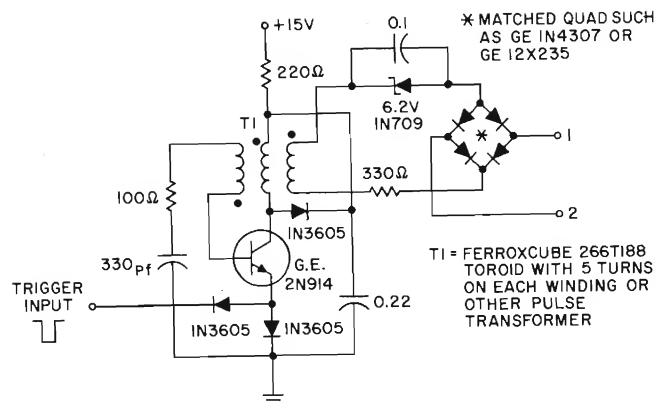 +15V
220Ω
0.1
* MATCHED QUAD SUCH
AS GE IN4307 OR
GE 12X235
6.2V
IN709
T1
*
1
330Ω
2
100Ω
IN3605
330pf
G.E.
2N914
0.22
T1 = FERROXCUBE 266T188
TOROID WITH 5 TURNS
ON EACH WINDING OR
OTHER PULSE
TRANSFORMER
TRIGGER
INPUT
IN3605
IN3605